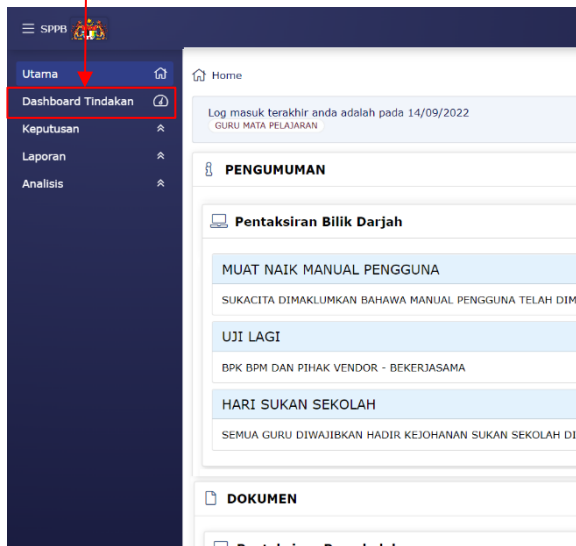 SPPB
Utama
Dashboard Tindakan
Keputusan
Laporan
Analisis
Home
Log masuk terakhir anda adalah pada 14/09/2022
GURU MATA PELAJARAN
PENGUMUMAN
Pentaksiran Bilik Darjah
MUAT NAIK MANUAL PENGGUNA
SUKACITA DIMAKLUMKAN BAHAWA MANUAL PENGGUNA TELAH DIM
UJI LAGI
BPK BPM DAN PIHAK VENDOR - BEKERJASAMA
HARI SUKAN SEKOLAH
SEMUA GURU DIWAJIBKAN HADIR KEJOHANAN SUKAN SEKOLAH DI
DOKUMEN